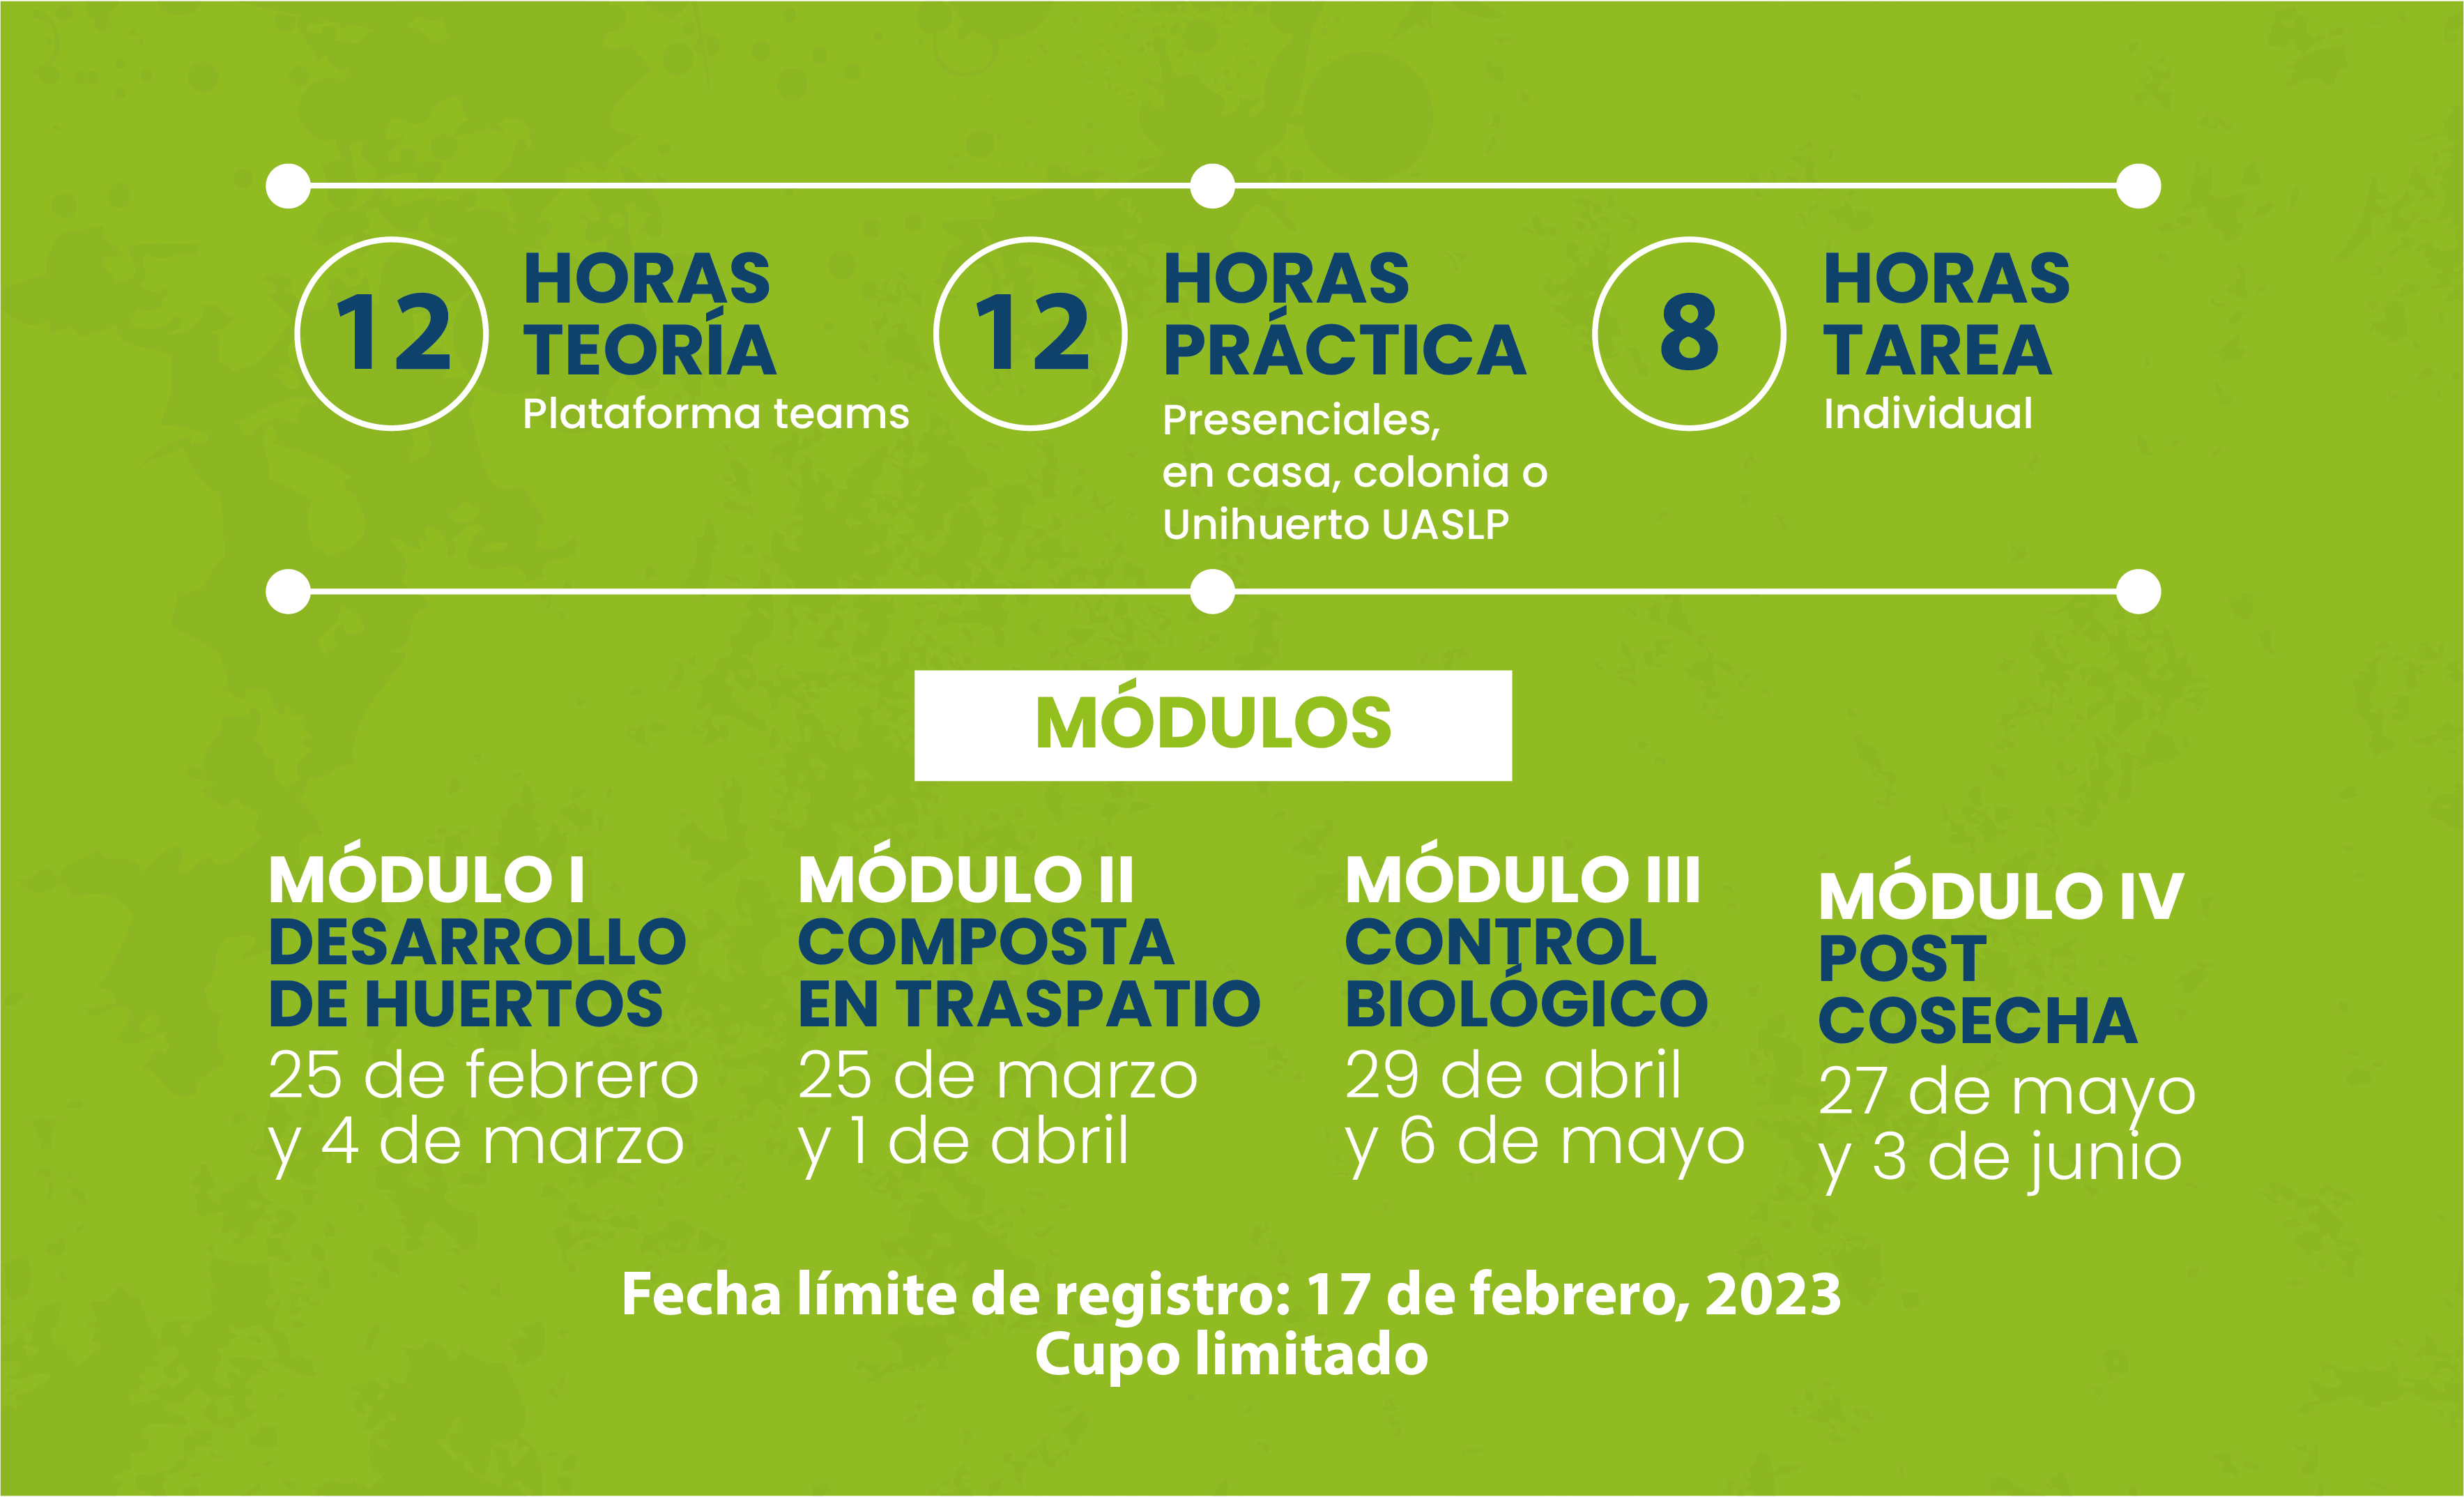 12
HORAS
TEORÍA
Plataforma teams
12
HORAS
PRÁCTICA
Presenciales,
en casa, colonia o
Unihuerto UASLP
8
HORAS
TAREA
Individual
MÓDULOS
MÓDULO I
DESARROLLO
DE HUERTOS
25 de febrero
y 4 de marzo
MÓDULO II
COMPOSTA
EN TRASPATIO
25 de marzo
y 1 de abril
MÓDULO III
CONTROL
BIOLÓGICO
29 de abril
y 6 de mayo
MÓDULO IV
POST
COSECHA
27 de mayo
y 3 de junio
Fecha límite de registro: 17 de febrero, 2023
Cupo limitado